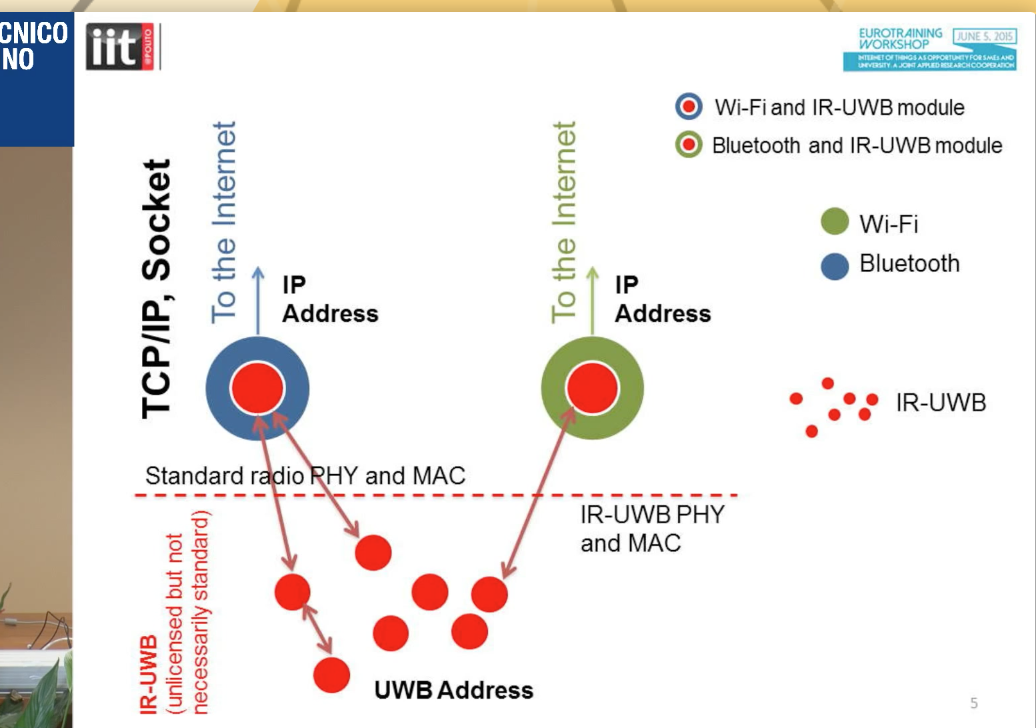 CNICO
NO
iit
@POLITO
EUROTRAINING
WORKSHOP
JUNE 5, 2015
INTERNET OF THINGS AS OPPORTUNITY FOR SMEs AND
UNIVERSITY: A JOINT APPLIED RESEARCH COOPERATION
Wi-Fi and IR-UWB module
Bluetooth and IR-UWB module
Wi-Fi
Bluetooth
IR-UWB
TCP/IP, Socket
To the Internet
IP
Address
To the Internet
IP
Address
Standard radio PHY and MAC
IR-UWB PHY
and MAC
IR-UWB
(unlicensed but not
necessarily standard)
UWB Address
5